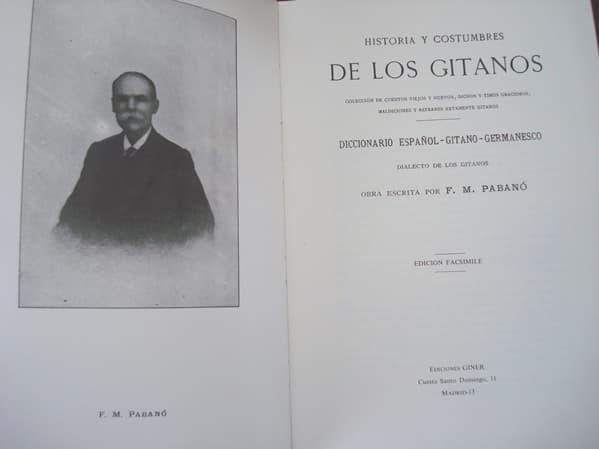 F. M. PABANÓ
HISTORIA Y COSTUMBRES
DE LOS GITANOS
COLECCIÓN DE CUENTOS VIEJOS Y NUEVOS, DICHOS Y TIMOS GRACIOSOS,
MALDICIONES Y REFRANES NETAMENTE GITANOS
DICCIONARIO ESPAÑOL-GITANO-GERMANESCO
DIALECTO DE LOS GITANOS
OBRA ESCRITA POR F. M. PABANÓ
EDICION FACSIMILE
EDICIONES GINER
Cuesta Santo Domingo, 11
MADRID-13